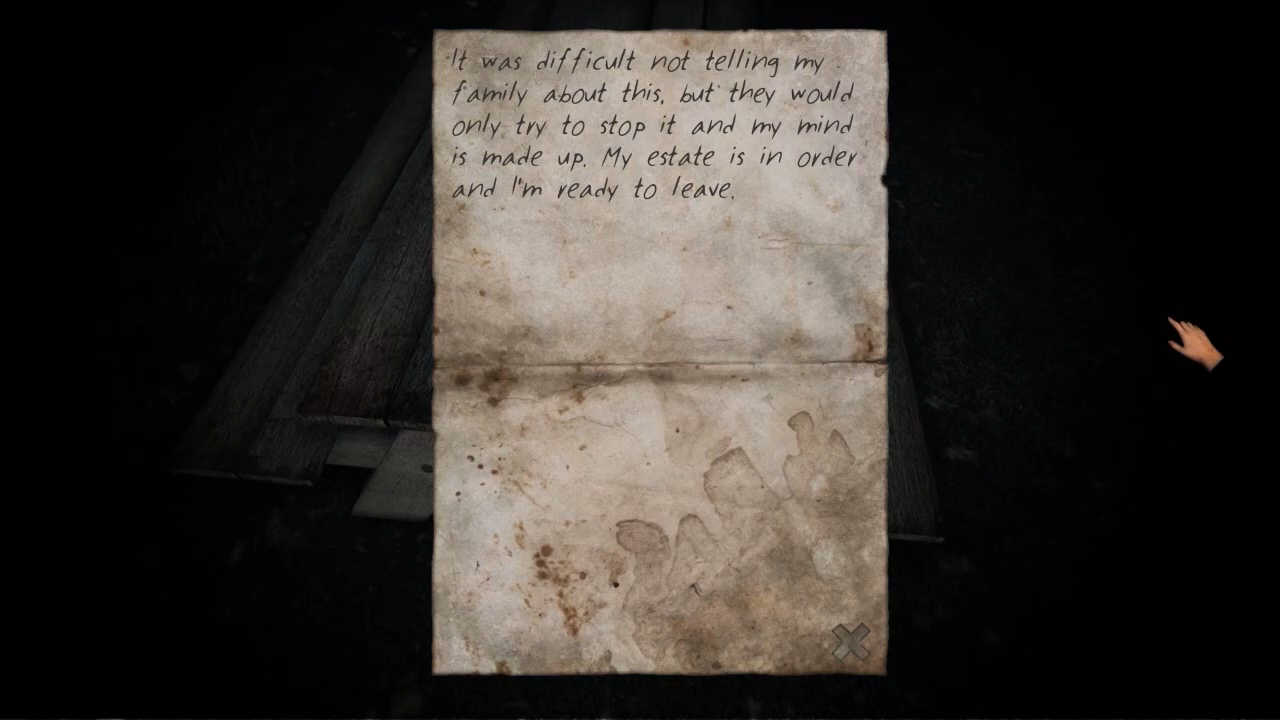 It was difficult not telling my
family about this, but they would
only try to stop it and my mind
is made up. My estate is in order
and I'm ready to leave.